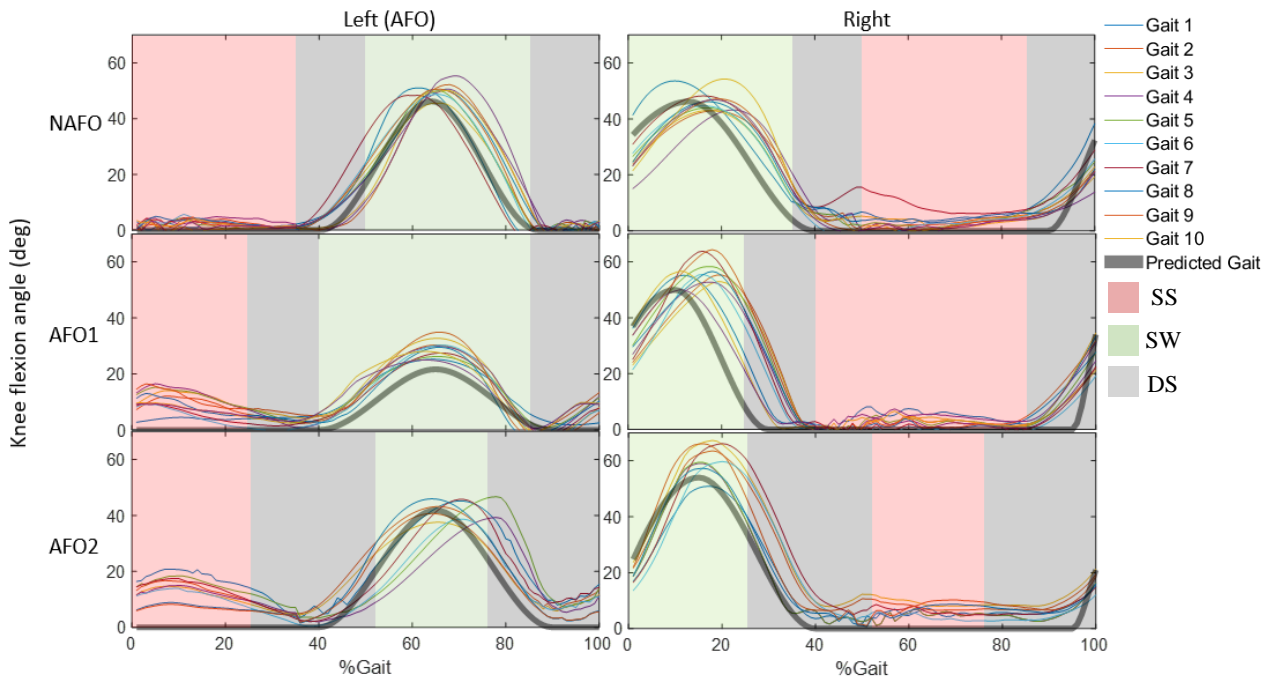 Left (AFO)
Right
NAFO
60
40
20
0
AFO1
60
40
20
0
AFO2
60
40
20
0
Knee flexion angle (deg)
0 20 40 60 80 100
0 20 40 60 80 100
%Gait
%Gait
60
40
20
0
60
40
20
0
60
40
20
0
Gait 1
Gait 2
Gait 3
Gait 4
Gait 5
Gait 6
Gait 7
Gait 8
Gait 9
Gait 10
Predicted Gait
SS
SW
DS